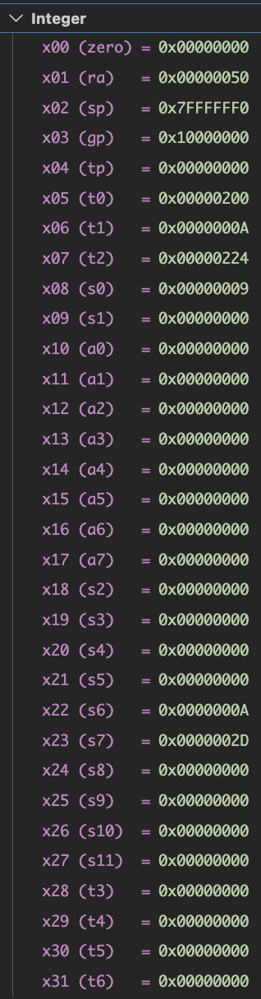 Integer
x00 (zero) = 0x00000000
x01 (ra) = 0x00000050
x02 (sp) = 0x7FFFFFF0
x03 (gp) = 0x10000000
x04 (tp) = 0x00000000
x05 (t0) = 0x00000200
x06 (t1) = 0x0000000A
x07 (t2) = 0x00000224
x08 (s0) = 0x00000009
x09 (s1) = 0x00000000
x10 (a0) = 0x00000000
x11 (a1) = 0x00000000
x12 (a2) = 0x00000000
x13 (a3) = 0x00000000
x14 (a4) = 0x00000000
x15 (a5) = 0x00000000
x16 (a6) = 0x00000000
x17 (a7) = 0x00000000
x18 (s2) = 0x00000000
x19 (s3) = 0x00000000
x20 (s4) = 0x00000000
x21 (s5) = 0x00000000
x22 (s6) = 0x0000000A
x23 (s7) = 0x0000002D
x24 (s8) = 0x00000000
x25 (s9) = 0x00000000
x26 (s10) = 0x00000000
x27 (s11) = 0x00000000
x28 (t3) = 0x00000000
x29 (t4) = 0x00000000
x30 (t5) = 0x00000000
x31 (t6) = 0x00000000